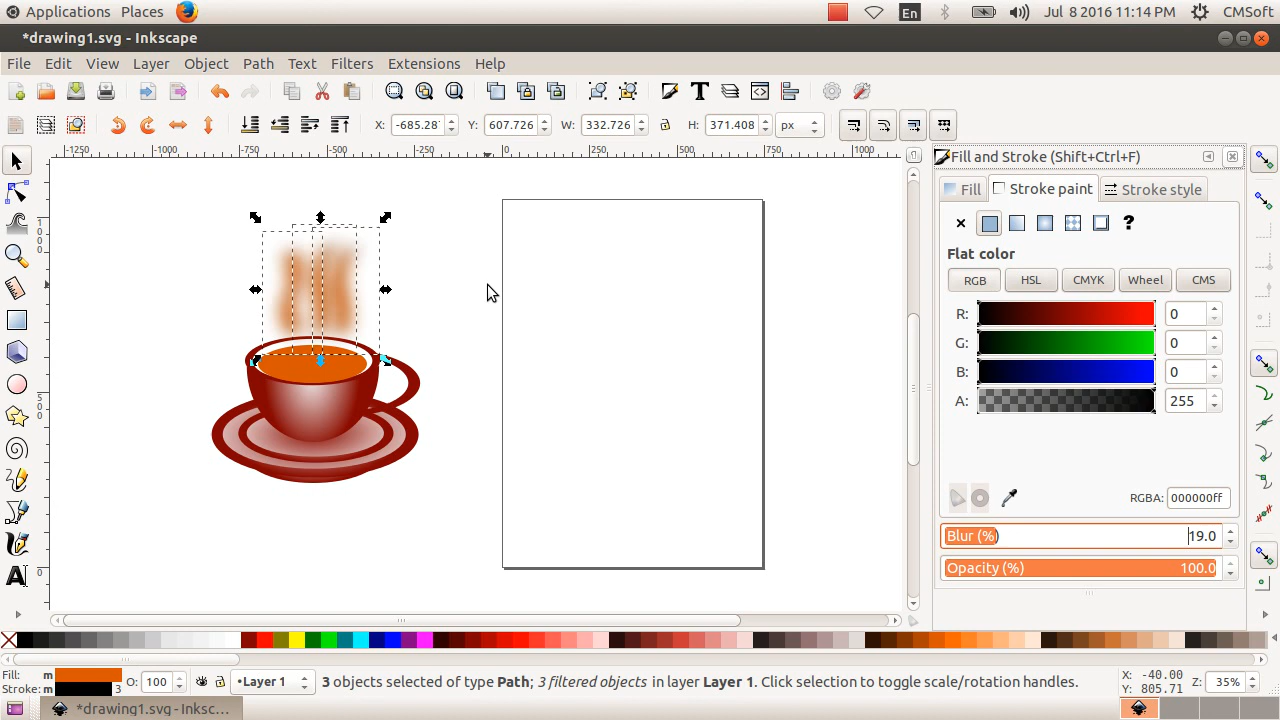 Applications Places En Jul 8 2016 11:14 PM CMSoft
*drawing1.svg - Inkscape
File Edit View Layer Object Path Text Filters Extensions Help
X: -685.28 Y: 607.726 W: 332.726 H: 371.408 px
-1250 -1000 -750 -500 -250 0 250 500 750 1000
Fill and Stroke (Shift+Ctrl+F)
Fill Stroke paint Stroke style
?
Flat color
RGB HSL CMYK Wheel CMS
R: 0
G: 0
B: 0
A: 255
RGBA: 000000ff
Blur (%) 19.0
Opacity (%) 100.0
1000
500
0
Fill: m O: 100 •Layer 1 3 objects selected of type Path; 3 filtered objects in layer Layer 1. Click selection to toggle scale/rotation handles. X: -40.00 Z: 35%
Stroke: m 3 Y: 805.71
*drawing1.svg - Inksc...